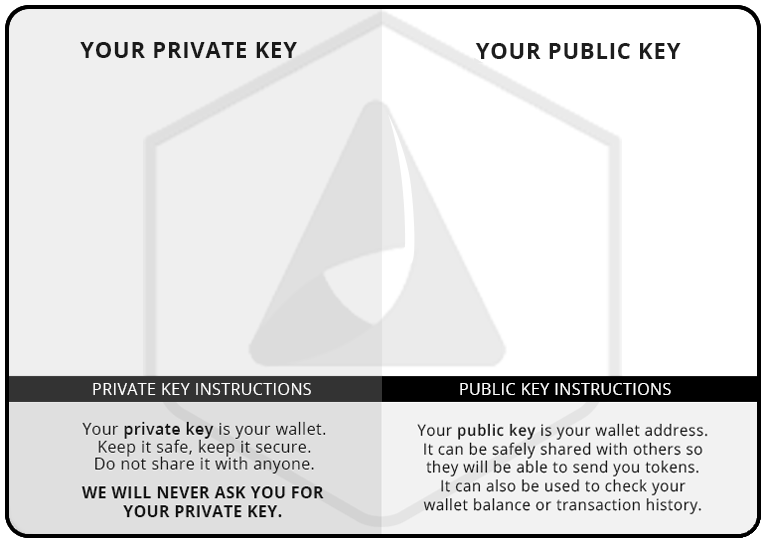 YOUR PRIVATE KEY
YOUR PUBLIC KEY
PRIVATE KEY INSTRUCTIONS
Your private key is your wallet.
Keep it safe, keep it secure.
Do not share it with anyone.
WE WILL NEVER ASK YOU FOR
YOUR PRIVATE KEY.
PUBLIC KEY INSTRUCTIONS
Your public key is your wallet address.
It can be safely shared with others so
they will be able to send you tokens.
It can also be used to check your
wallet balance or transaction history.